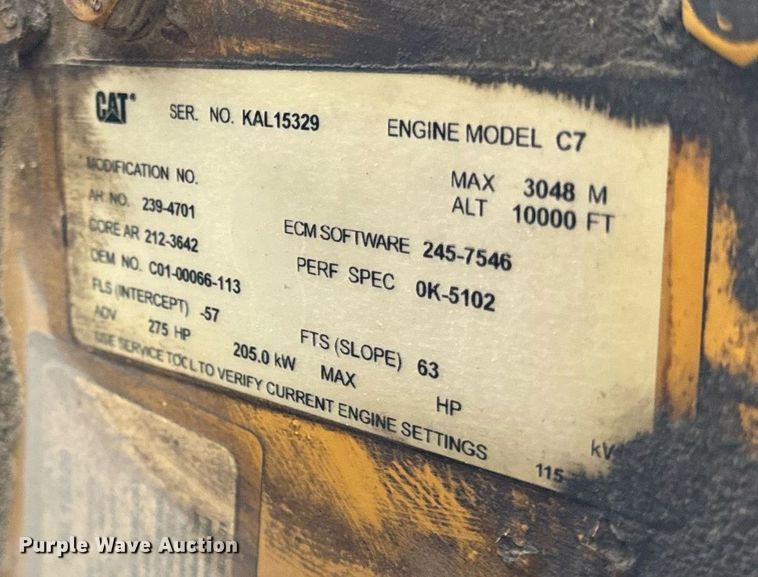 CAT® SER. NO. KAL15329 ENGINE MODEL C7
MODIFICATION NO. MAX 3048 M
ALT 10000 FT
AR NO. 239-4701
CORE AR 212-3642 ECM SOFTWARE 245-7546
OEM NO. C01-00066-113 PERF SPEC 0K-5102
FLS (INTERCEPT) -57 FTS (SLOPE) 63
ADV 275 HP 205.0 kW MAX HP
USE SERVICE TOOL TO VERIFY CURRENT ENGINE SETTINGS
115-
Purple Wave Auction